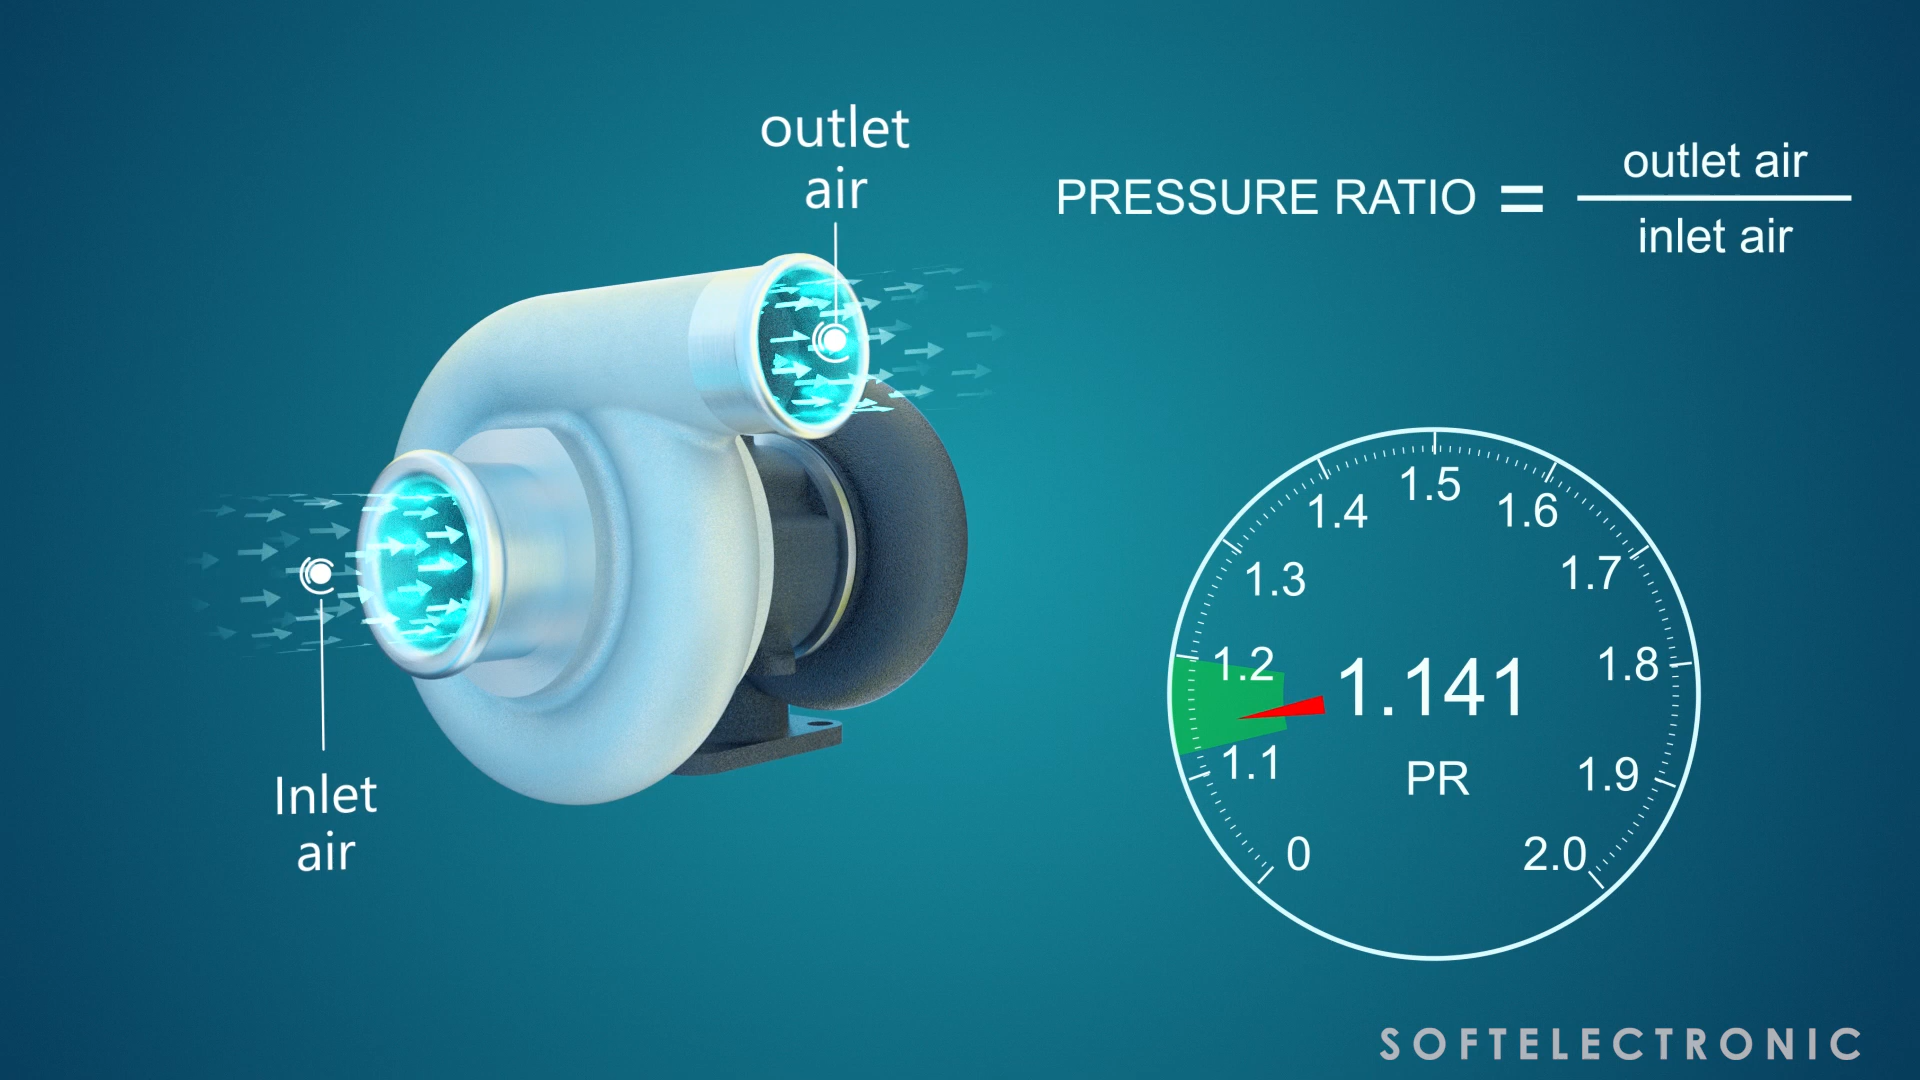 outlet
air
PRESSURE RATIO = outlet air
inlet air
Inlet
air
1.5
1.4
1.6
1.3
1.7
1.2
1.8
1.141
1.1
PR
1.9
0
2.0
SOFTELECTRONIC